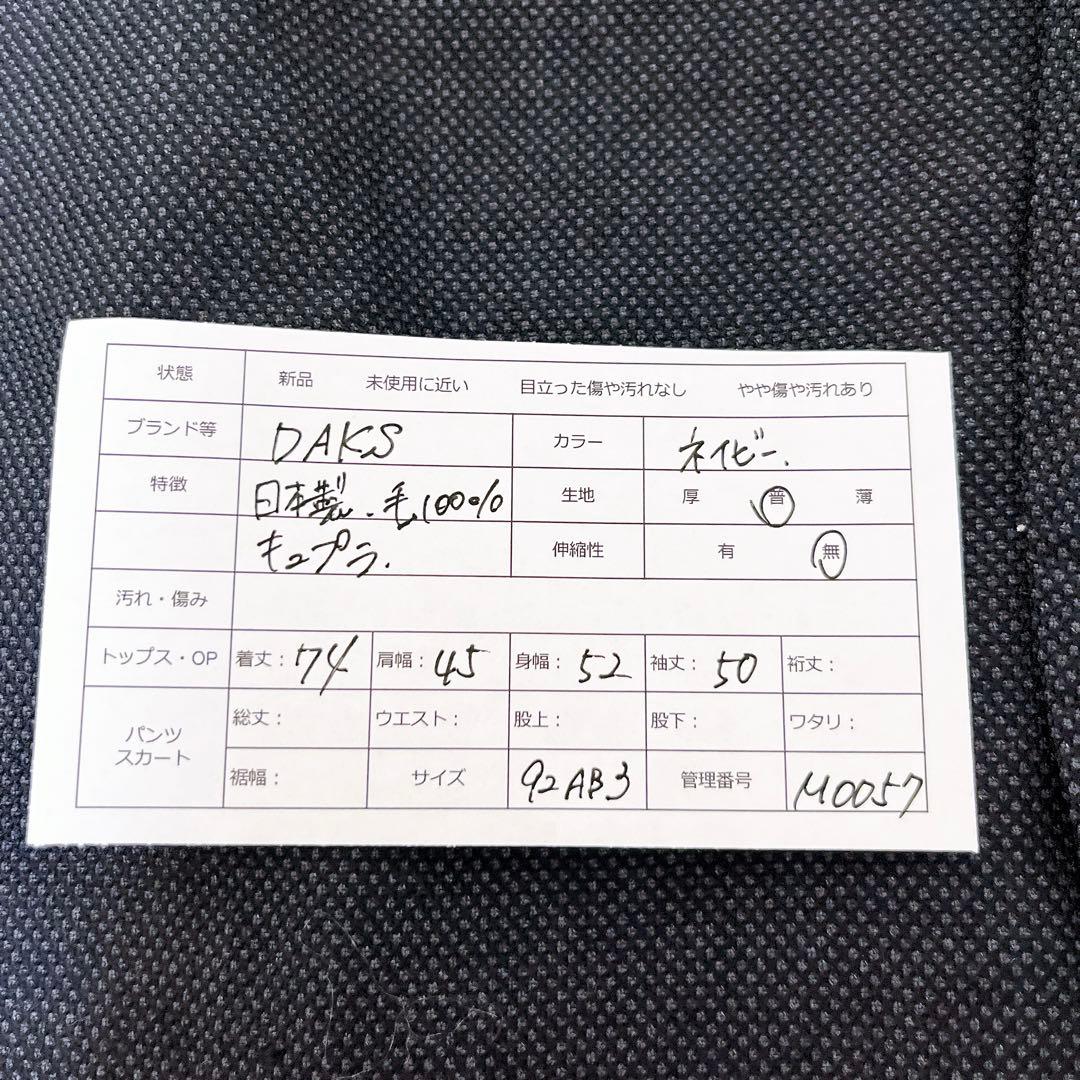 状態 新品 未使用に近い 目立った傷や汚れなし やや傷や汚れあり
ブランド等 DAKS カラー ネイビー.
特徴 日本製.毛100% 生地 厚 普 薄
キュプラ. 伸縮性 有 無
汚れ・傷み
トップス・OP 着丈：74 肩幅：45 身幅：52 袖丈：50 裄丈：
パンツ スカート 総丈： ウエスト： 股上： 股下： ワタリ：
裾幅： サイズ 92AB3 管理番号 M0057